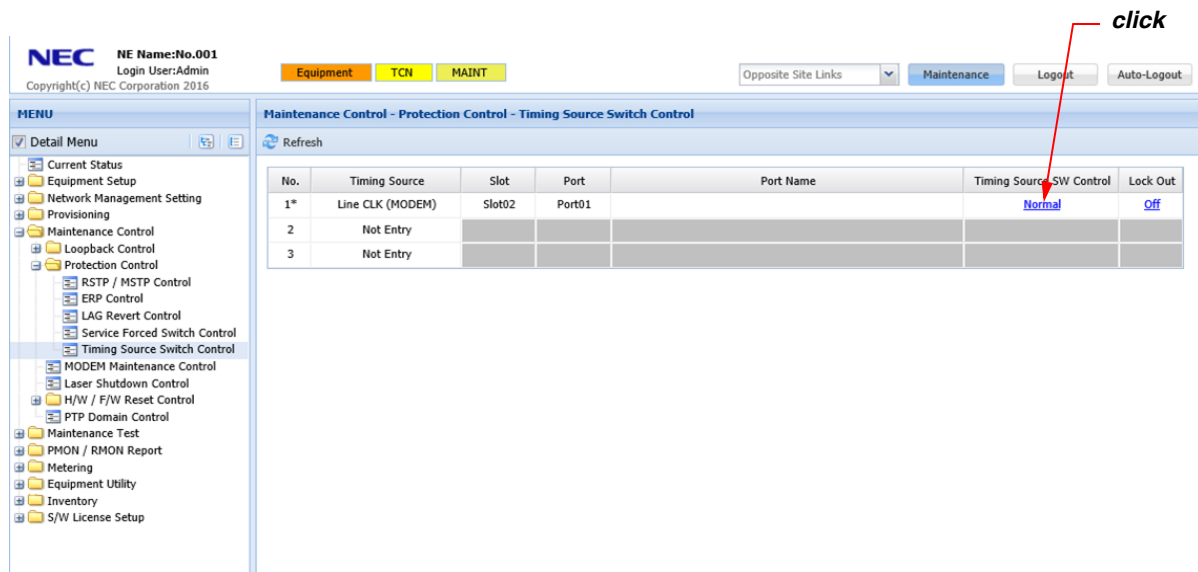 click
NEC NE Name:No.001
Login User:Admin
Copyright(c) NEC Corporation 2016
Equipment TCN MAINT
Opposite Site Links Maintenance Logout Auto-Logout
MENU
Detail Menu
Current Status
Equipment Setup
Network Management Setting
Provisioning
Maintenance Control
Loopback Control
Protection Control
RSTP / MSTP Control
ERP Control
LAG Revert Control
Service Forced Switch Control
Timing Source Switch Control
MODEM Maintenance Control
Laser Shutdown Control
H/W / F/W Reset Control
PTP Domain Control
Maintenance Test
PMON / RMON Report
Metering
Equipment Utility
Inventory
S/W License Setup
Maintenance Control - Protection Control - Timing Source Switch Control
Refresh
No. Timing Source Slot Port Port Name Timing Source SW Control Lock Out
1* Line CLK (MODEM) Slot02 Port01 Normal Off
2 Not Entry
3 Not Entry